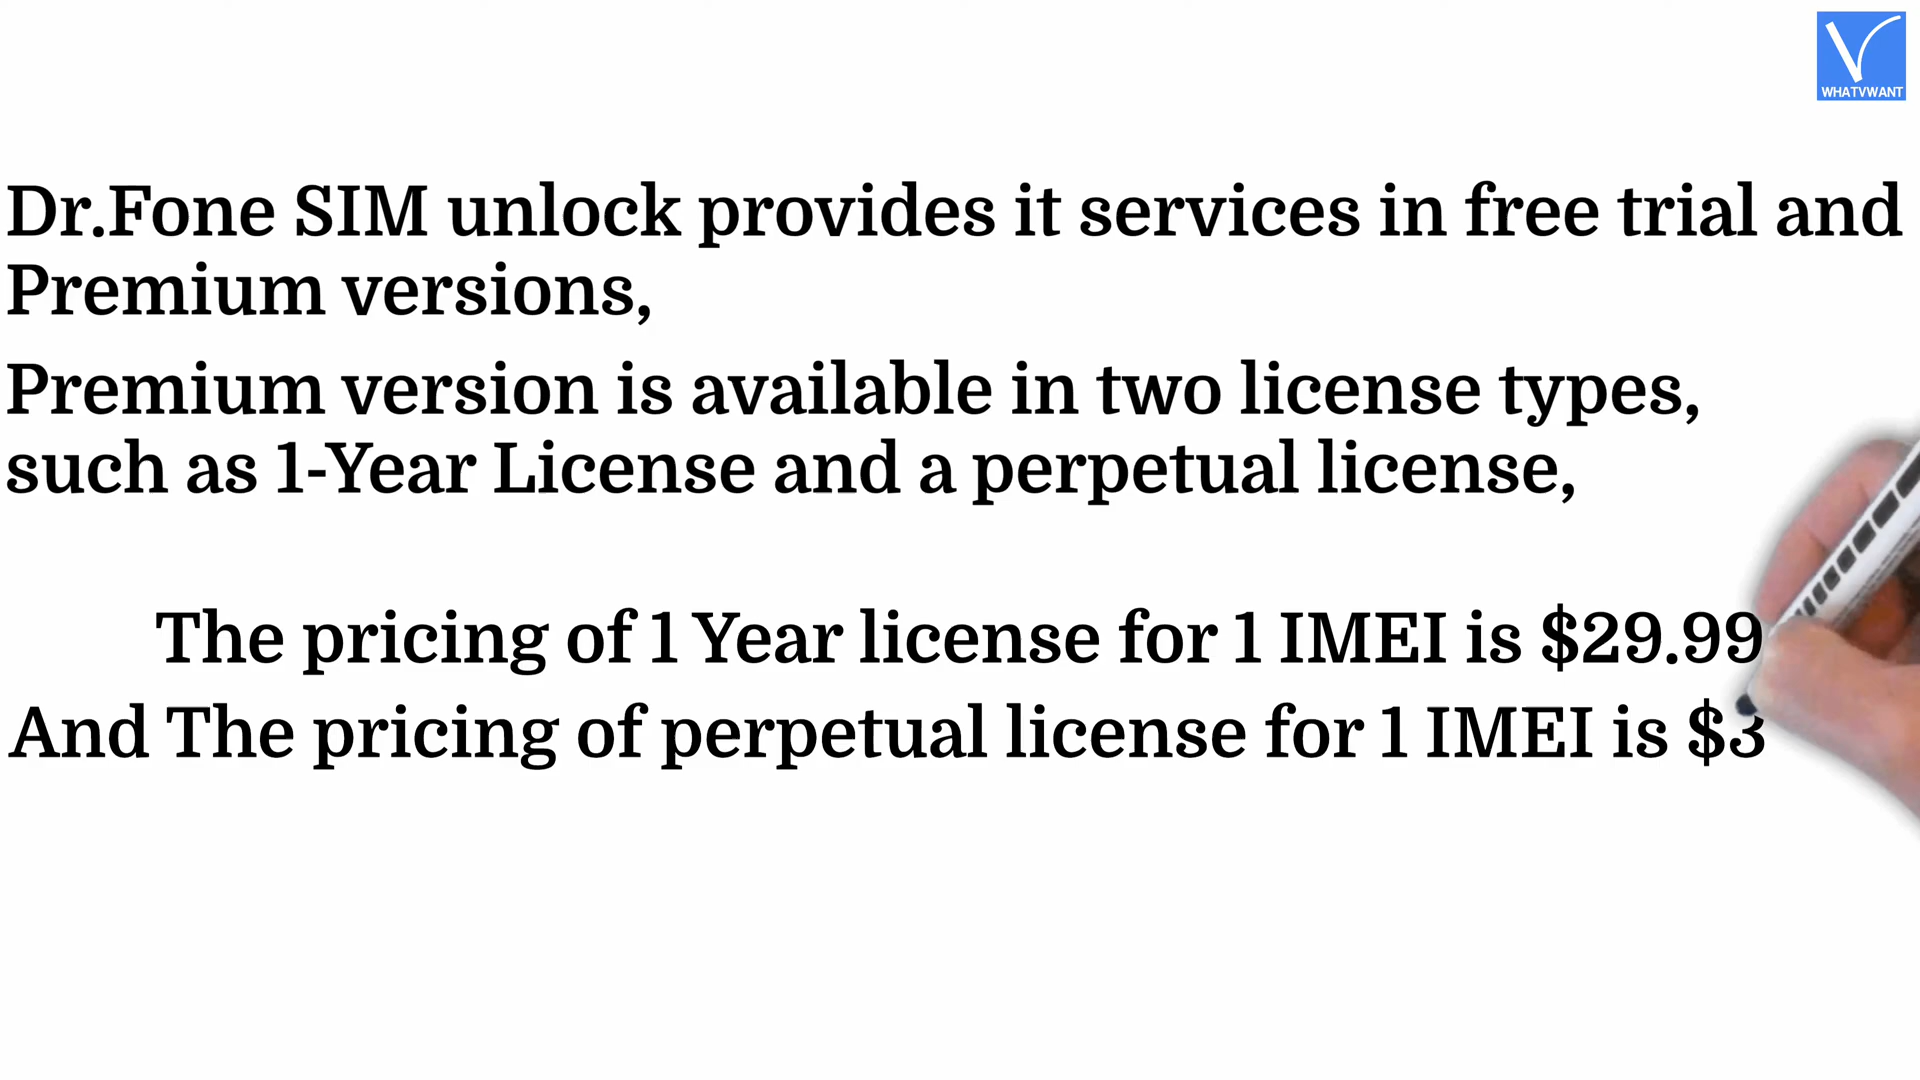 WHATVWANT
Dr.Fone SIM unlock provides it services in free trial and
Premium versions,
Premium version is available in two license types,
such as 1-Year License and a perpetual license,
The pricing of 1 Year license for 1 IMEI is $29.99
And The pricing of perpetual license for 1 IMEI is $3